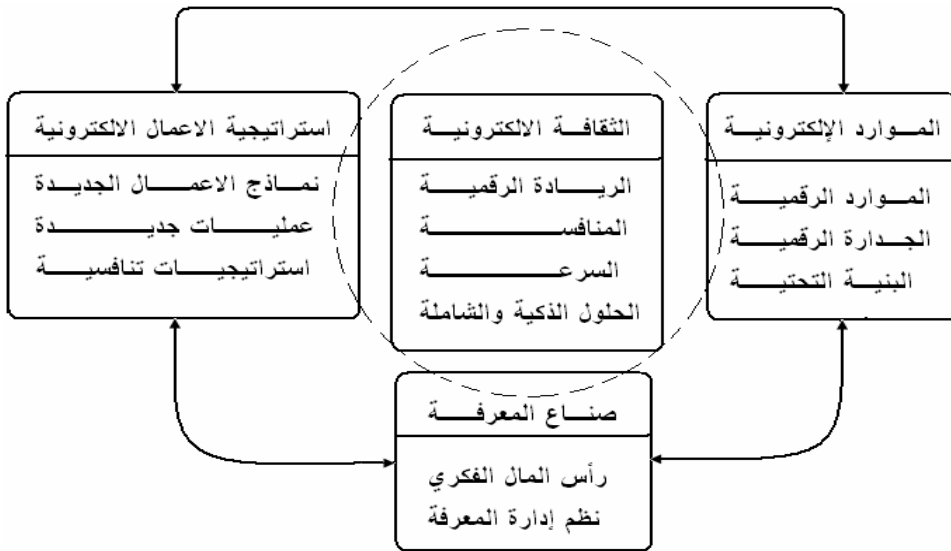 الموارد الإلكترونية
الموارد الرقمية
الجدارة الرقمية
البنية التحتية
الثقافة الالكترونية
الريادة الرقمية
المنافسة
السرعة
الحلول الذكية والشاملة
استراتيجية الاعمال الالكترونية
نماذج الاعمال الجديدة
عمليات جديدة
استراتيجيات تنافسية
صناع المعرفة
رأس المال الفكري
نظم إدارة المعرفة